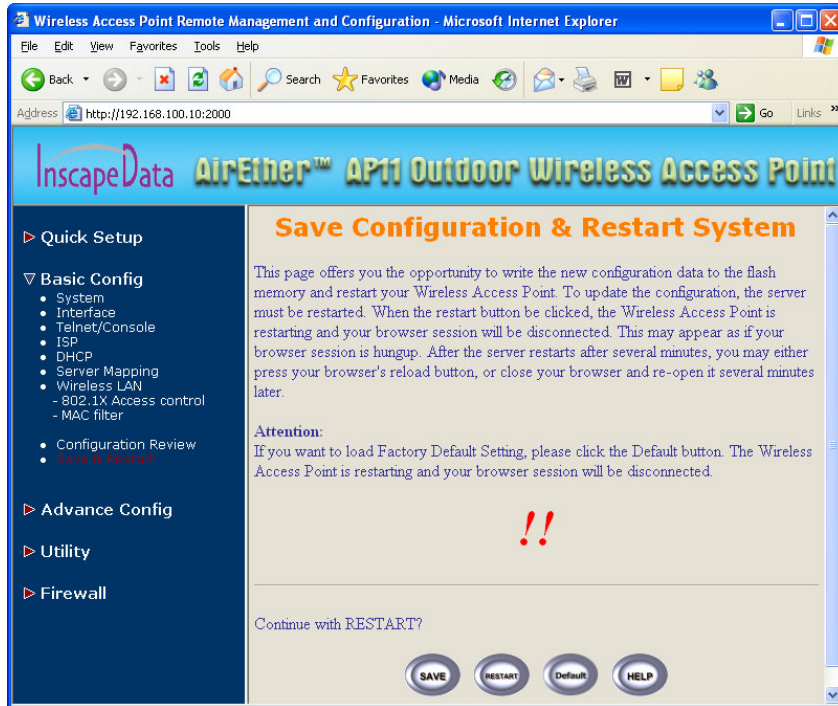 Wireless Access Point Remote Management and Configuration - Microsoft Internet Explorer
File Edit View Favorites Tools Help
Back Search Favorites Media
Address http://192.168.100.10:2000 Go Links »
InscapeData AirEther™ AP11 Outdoor Wireless Access Point
Quick Setup
Basic Config
System
Interface
Telnet/Console
ISP
DHCP
Server Mapping
Wireless LAN
- 802.1X Access control
- MAC filter
Configuration Review
Save & Restart
Advance Config
Utility
Firewall
Save Configuration & Restart System
This page offers you the opportunity to write the new configuration data to the flash
memory and restart your Wireless Access Point. To update the configuration, the server
must be restarted. When the restart button be clicked, the Wireless Access Point is
restarting and your browser session will be disconnected. This may appear as if your
browser session is hungup. After the server restarts after several minutes, you may either
press your browser's reload button, or close your browser and re-open it several minutes
later.
Attention:
If you want to load Factory Default Setting, please click the Default button. The Wireless
Access Point is restarting and your browser session will be disconnected.
!!
Continue with RESTART?
SAVE RESTART Default HELP